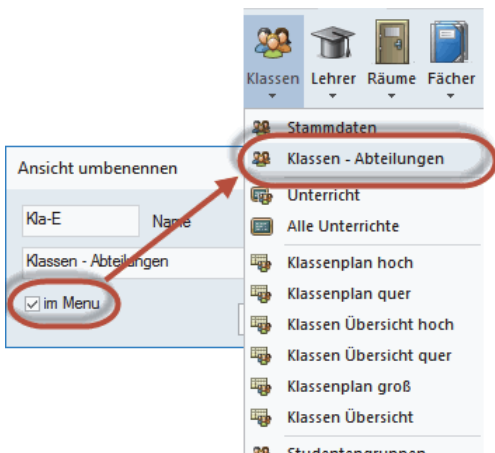 Klassen Lehrer Räume Fächer
Stammdaten
Klassen - Abteilungen
Unterricht
Alle Unterrichte
Klassenplan hoch
Klassenplan quer
Klassen Übersicht hoch
Klassen Übersicht quer
Klassenplan groß
Klassen Übersicht
Studentengruppen
Ansicht umbenennen
Kla-E Name
Klassen - Abteilungen
im Menu